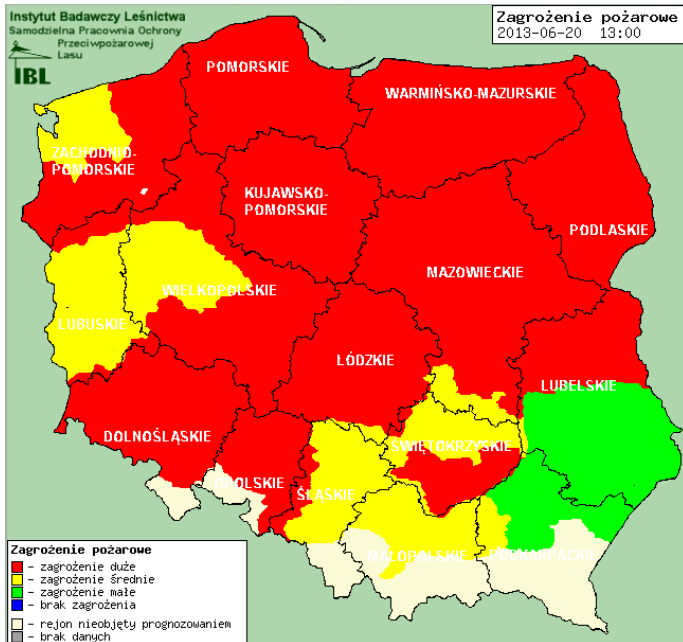 Instytut Badawczy Leśnictwa
Samodzielna Pracownia Ochrony
Przeciwpożarowej
Lasu
IBL
Zagrożenie pożarowe
2013-06-20 13:00
POMORSKIE
WARMIŃSKO-MAZURSKIE
ZACHODNIO-
POMORSKIE
KUJAWSKO-
POMORSKIE
PODLASKIE
MAZOWIECKIE
WIELKOPOLSKIE
LUBUSKIE
ŁÓDZKIE
LUBELSKIE
DOLNOŚLĄSKIE
ŚWIĘTOKRZYSKIE
OPOLSKIE
ŚLĄSKIE
MAŁOPOLSKIE
PODKARPACKIE
Zagrożenie pożarowe
– zagrożenie duże
– zagrożenie średnie
– zagrożenie małe
– brak zagrożenia
– rejon nieobjęty prognozowaniem
– brak danych